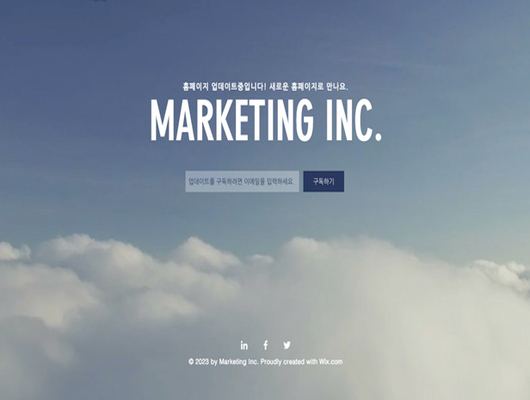 홈페이지 업데이트중입니다! 새로운 홈페이지로 만나요.
MARKETING INC.
업데이트를 구독하려면 이메일을 입력하세요.
구독하기
© 2023 by Marketing Inc. Proudly created with Wix.com